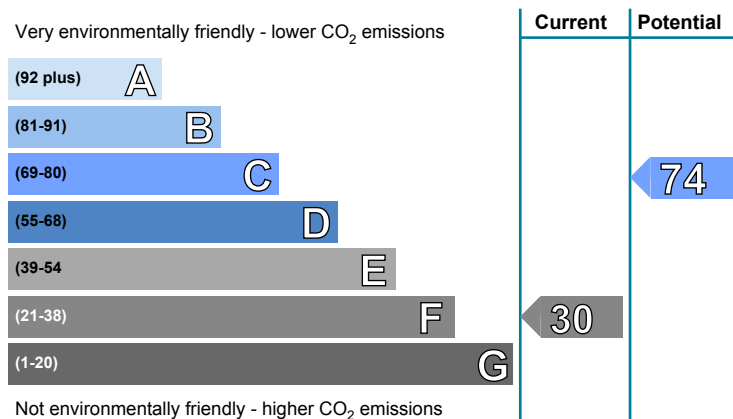 Current Potential
Very environmentally friendly - lower CO2 emissions
(92 plus) A
(81-91) B
(69-80) C
74
(55-68) D
(39-54 E
(21-38) F
30
(1-20) G
Not environmentally friendly - higher CO2 emissions